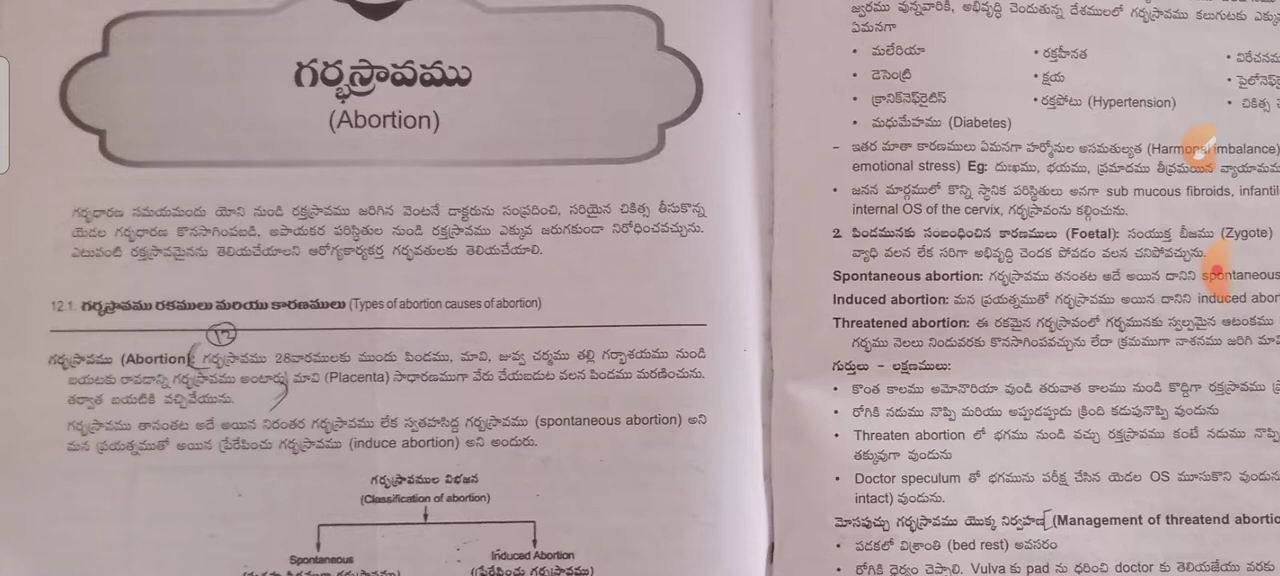 గర్భస్రావము
(Abortion)
గర్భధారణ సమయమందు యోని నుండి రక్తస్రావము జరిగిన వెంటనే డాక్టరును సంప్రదించి, సరియైన చికిత్స తీసుకొన్న
యెడల గర్భధారణ కొనసాగింపబడి, అపాయకర పరిస్థితుల నుండి రక్తస్రావము ఎక్కువ జరుగకుండా నిరోధించవచ్చును.
ఎటువంటి రక్తస్రావమైనను తెలియచేయాలని ఆరోగ్యకార్యకర్త గర్భవతులకు తెలియచేయాలి.
12.1. గర్భస్రావము రకములు మరియు కారణములు (Types of abortion causes of abortion)
గర్భస్రావము (Abortion): గర్భస్రావము 28వారములకు ముందు పిండము, మావి, జావ్వ చర్మము తల్లి గర్భాశయము నుండి
బయటకు రావడాన్ని గర్భస్రావము అంటారు. మావి (Placenta) సాధారణముగా వేరు చేయబడుట వలన పిండము మరణించును.
తర్వాత బయటికి వచ్చివేయును.
గర్భస్రావము తానంతట అదే అయిన నిరంతర గర్భస్రావము లేక స్వతహసిద్ధ గర్భస్రావము (spontaneous abortion) అని
మన ప్రయత్నముతో అయిన ప్రేరేపించు గర్భస్రావము (induce abortion) అని అందురు.
గర్భస్రావముల విభజన
(Classification of abortion)
Spontaneous
Induced Abortion
(ప్రేరేపించు గర్భస్రావము)
జ్వరము వున్నవారికి, అభివృద్ధి చెందుతున్న దేశములలో గర్భస్రావము కలుగుటకు
ఏమనగా
• మలేరియా • రక్తహీనత
• డెసెంట్రి • క్షయ
• క్రానిక్‌నెఫ్‌రైటిస్ • రక్తపోటు (Hypertension) • చికిత్స
• మధుమేహము (Diabetes)
– ఇతర మాతా కారణములు ఏమనగా హర్మోనుల అసమతుల్యత (Harmonal imbalance)
emotional stress) Eg: దుఃఖము, భయము, ప్రమాదము తీవ్రమయిన వ్యాయామము
• జనన మార్గములో కొన్ని స్థానిక పరిస్థితులు అనగా sub mucous fibroids,
internal OS of the cervix, గర్భస్రావంను కల్గించును.
2. పిండమునకు సంబంధించిన కారణములు (Foetal): సంయుక్త బీజము (Zygote)
వ్యాధి వలన లేక సరిగా అభివృద్ధి చెందక పోవడం వలన చనిపోవచ్చును.
Spontaneous abortion: గర్భస్రావము తనంతట అదే అయిన దానిని spontaneous
Induced abortion: మన ప్రయత్నముతో గర్భస్రావము అయిన దానిని induced
Threatened abortion: ఈ రకమైన గర్భస్రావంలో గర్భమునకు స్వల్పమైన ఆటంకము
గర్భము నెలలు నిండువరకు కొనసాగింపవచ్చును లేదా క్రమముగా నాశనము జరిగి
గుర్తులు – లక్షణములు:
• కొంత కాలము అమోనొరియా వుండి తరువాత కాలము నుండి కొద్దిగా రక్తస్రావము
• రోగికి నడుము నొప్పి మరియు అప్పుడప్పుడు క్రింది కడుపునొప్పి వుండును
• Threaten abortion లో భగము నుండి వచ్చు రక్తస్రావము కంటే నడుము నొప్పి
తక్కువుగా వుండును
• Doctor speculum తో భగమును పరీక్ష చేసిన యెడల OS మూసుకొని వుండును
intact) వుండును.
మోసపుచ్చు గర్భస్రావము యొక్క నిర్వహణ (Management of threatend
• పడకలో విశ్రాంతి (bed rest) అవసరం
• రోగికి ధైర్యం చెప్పాలి. Vulva కు pad ను ధరించి doctor కు తెలియజేయు వరకు